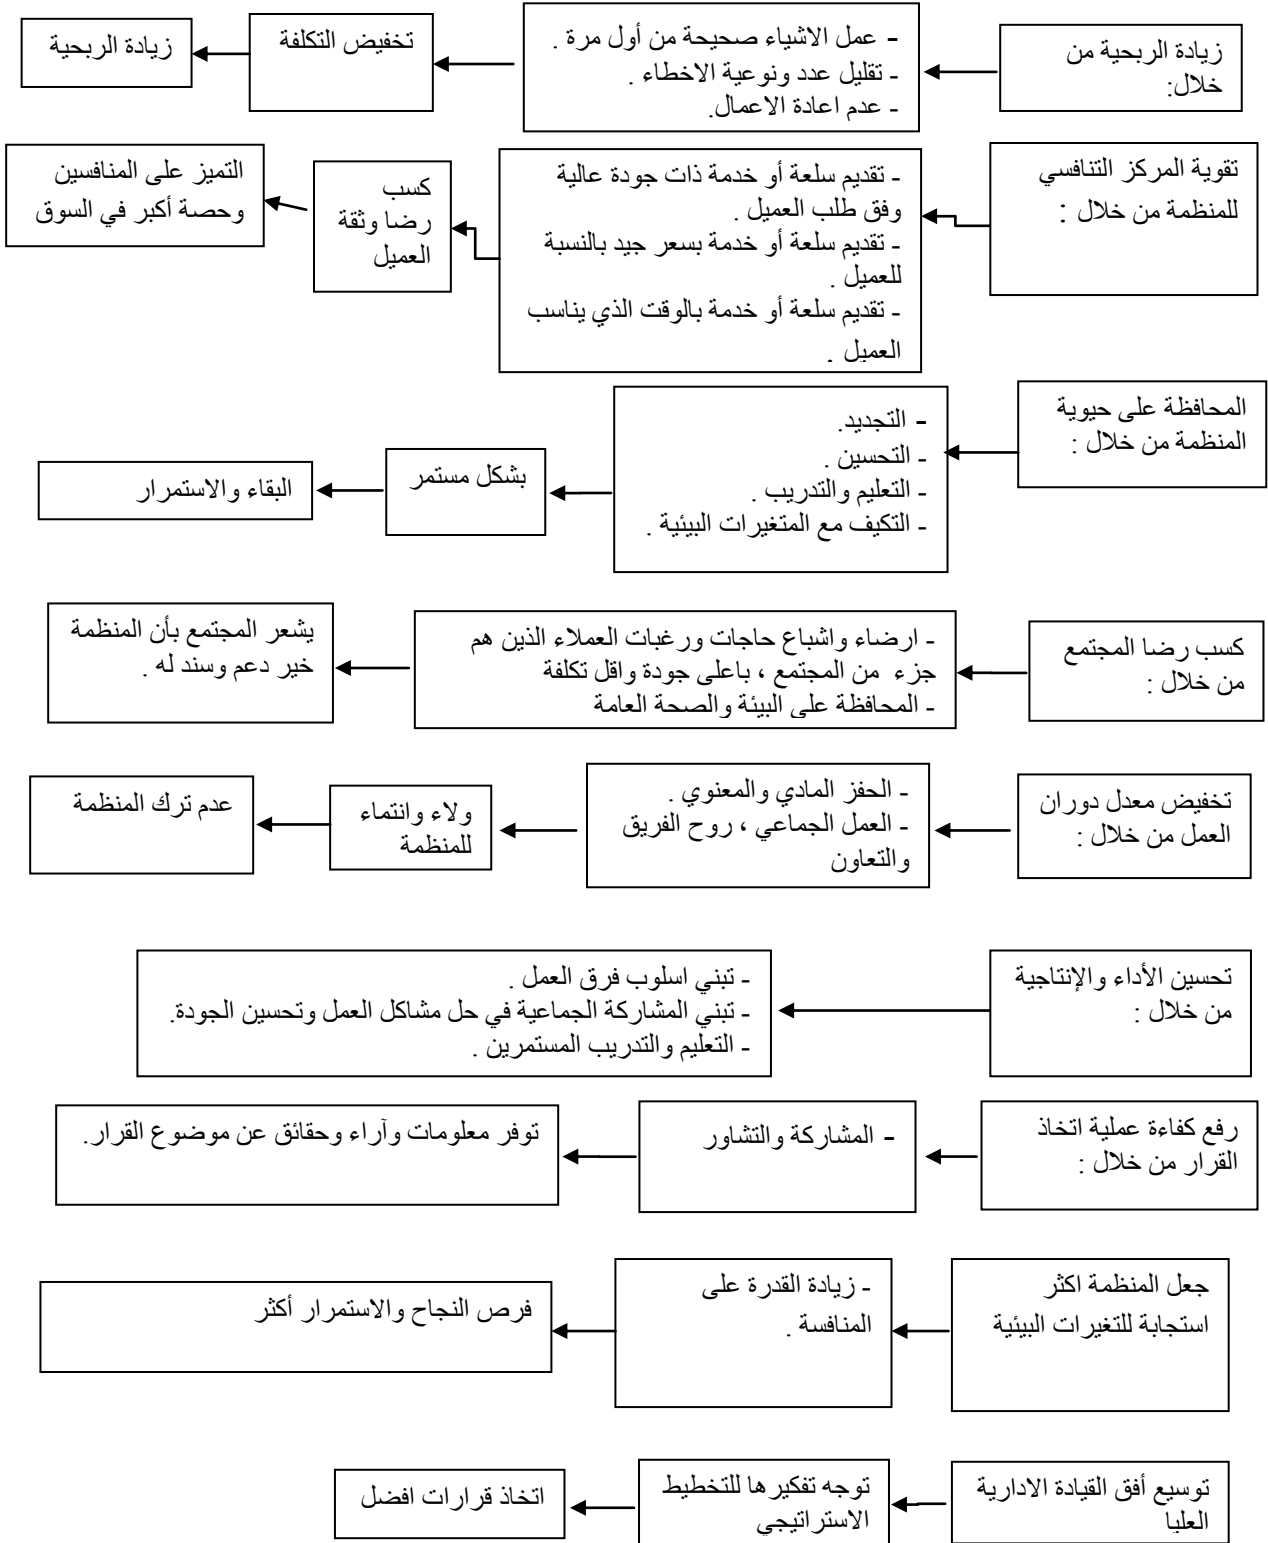 زيادة الربحية من
خلال:
- عمل الاشياء صحيحة من أول مرة .
- تقليل عدد ونوعية الاخطاء .
- عدم اعادة الاعمال.
تخفيض التكلفة
زيادة الربحية
تقوية المركز التنافسي
للمنظمة من خلال :
- تقديم سلعة أو خدمة ذات جودة عالية
وفق طلب العميل .
- تقديم سلعة أو خدمة بسعر جيد بالنسبة
للعميل .
- تقديم سلعة أو خدمة بالوقت الذي يناسب
العميل .
كسب
رضا وثقة
العميل
التميز على المنافسين
وحصة أكبر في السوق
المحافظة على حيوية
المنظمة من خلال :
- التجديد.
- التحسين .
- التعليم والتدريب .
- التكيف مع المتغيرات البيئية .
بشكل مستمر
البقاء والاستمرار
كسب رضا المجتمع
من خلال :
- ارضاء واشباع حاجات ورغبات العملاء الذين هم
جزء من المجتمع ، باعلى جودة واقل تكلفة
- المحافظة على البيئة والصحة العامة
يشعر المجتمع بأن المنظمة
خير دعم وسند له .
تخفيض معدل دوران
العمل من خلال :
- الحفز المادي والمعنوي .
- العمل الجماعي ، روح الفريق
والتعاون
ولاء وانتماء
للمنظمة
عدم ترك المنظمة
تحسين الأداء والإنتاجية
من خلال :
- تبني اسلوب فرق العمل .
- تبني المشاركة الجماعية في حل مشاكل العمل وتحسين الجودة.
- التعليم والتدريب المستمرين .
رفع كفاءة عملية اتخاذ
القرار من خلال :
- المشاركة والتشاور
توفر معلومات وآراء وحقائق عن موضوع القرار.
جعل المنظمة اكثر
استجابة للتغيرات البيئية
- زيادة القدرة على
المنافسة .
فرص النجاح والاستمرار أكثر
توسيع أفق القيادة الادارية
العليا
توجه تفكيرها للتخطيط
الاستراتيجي
اتخاذ قرارات افضل